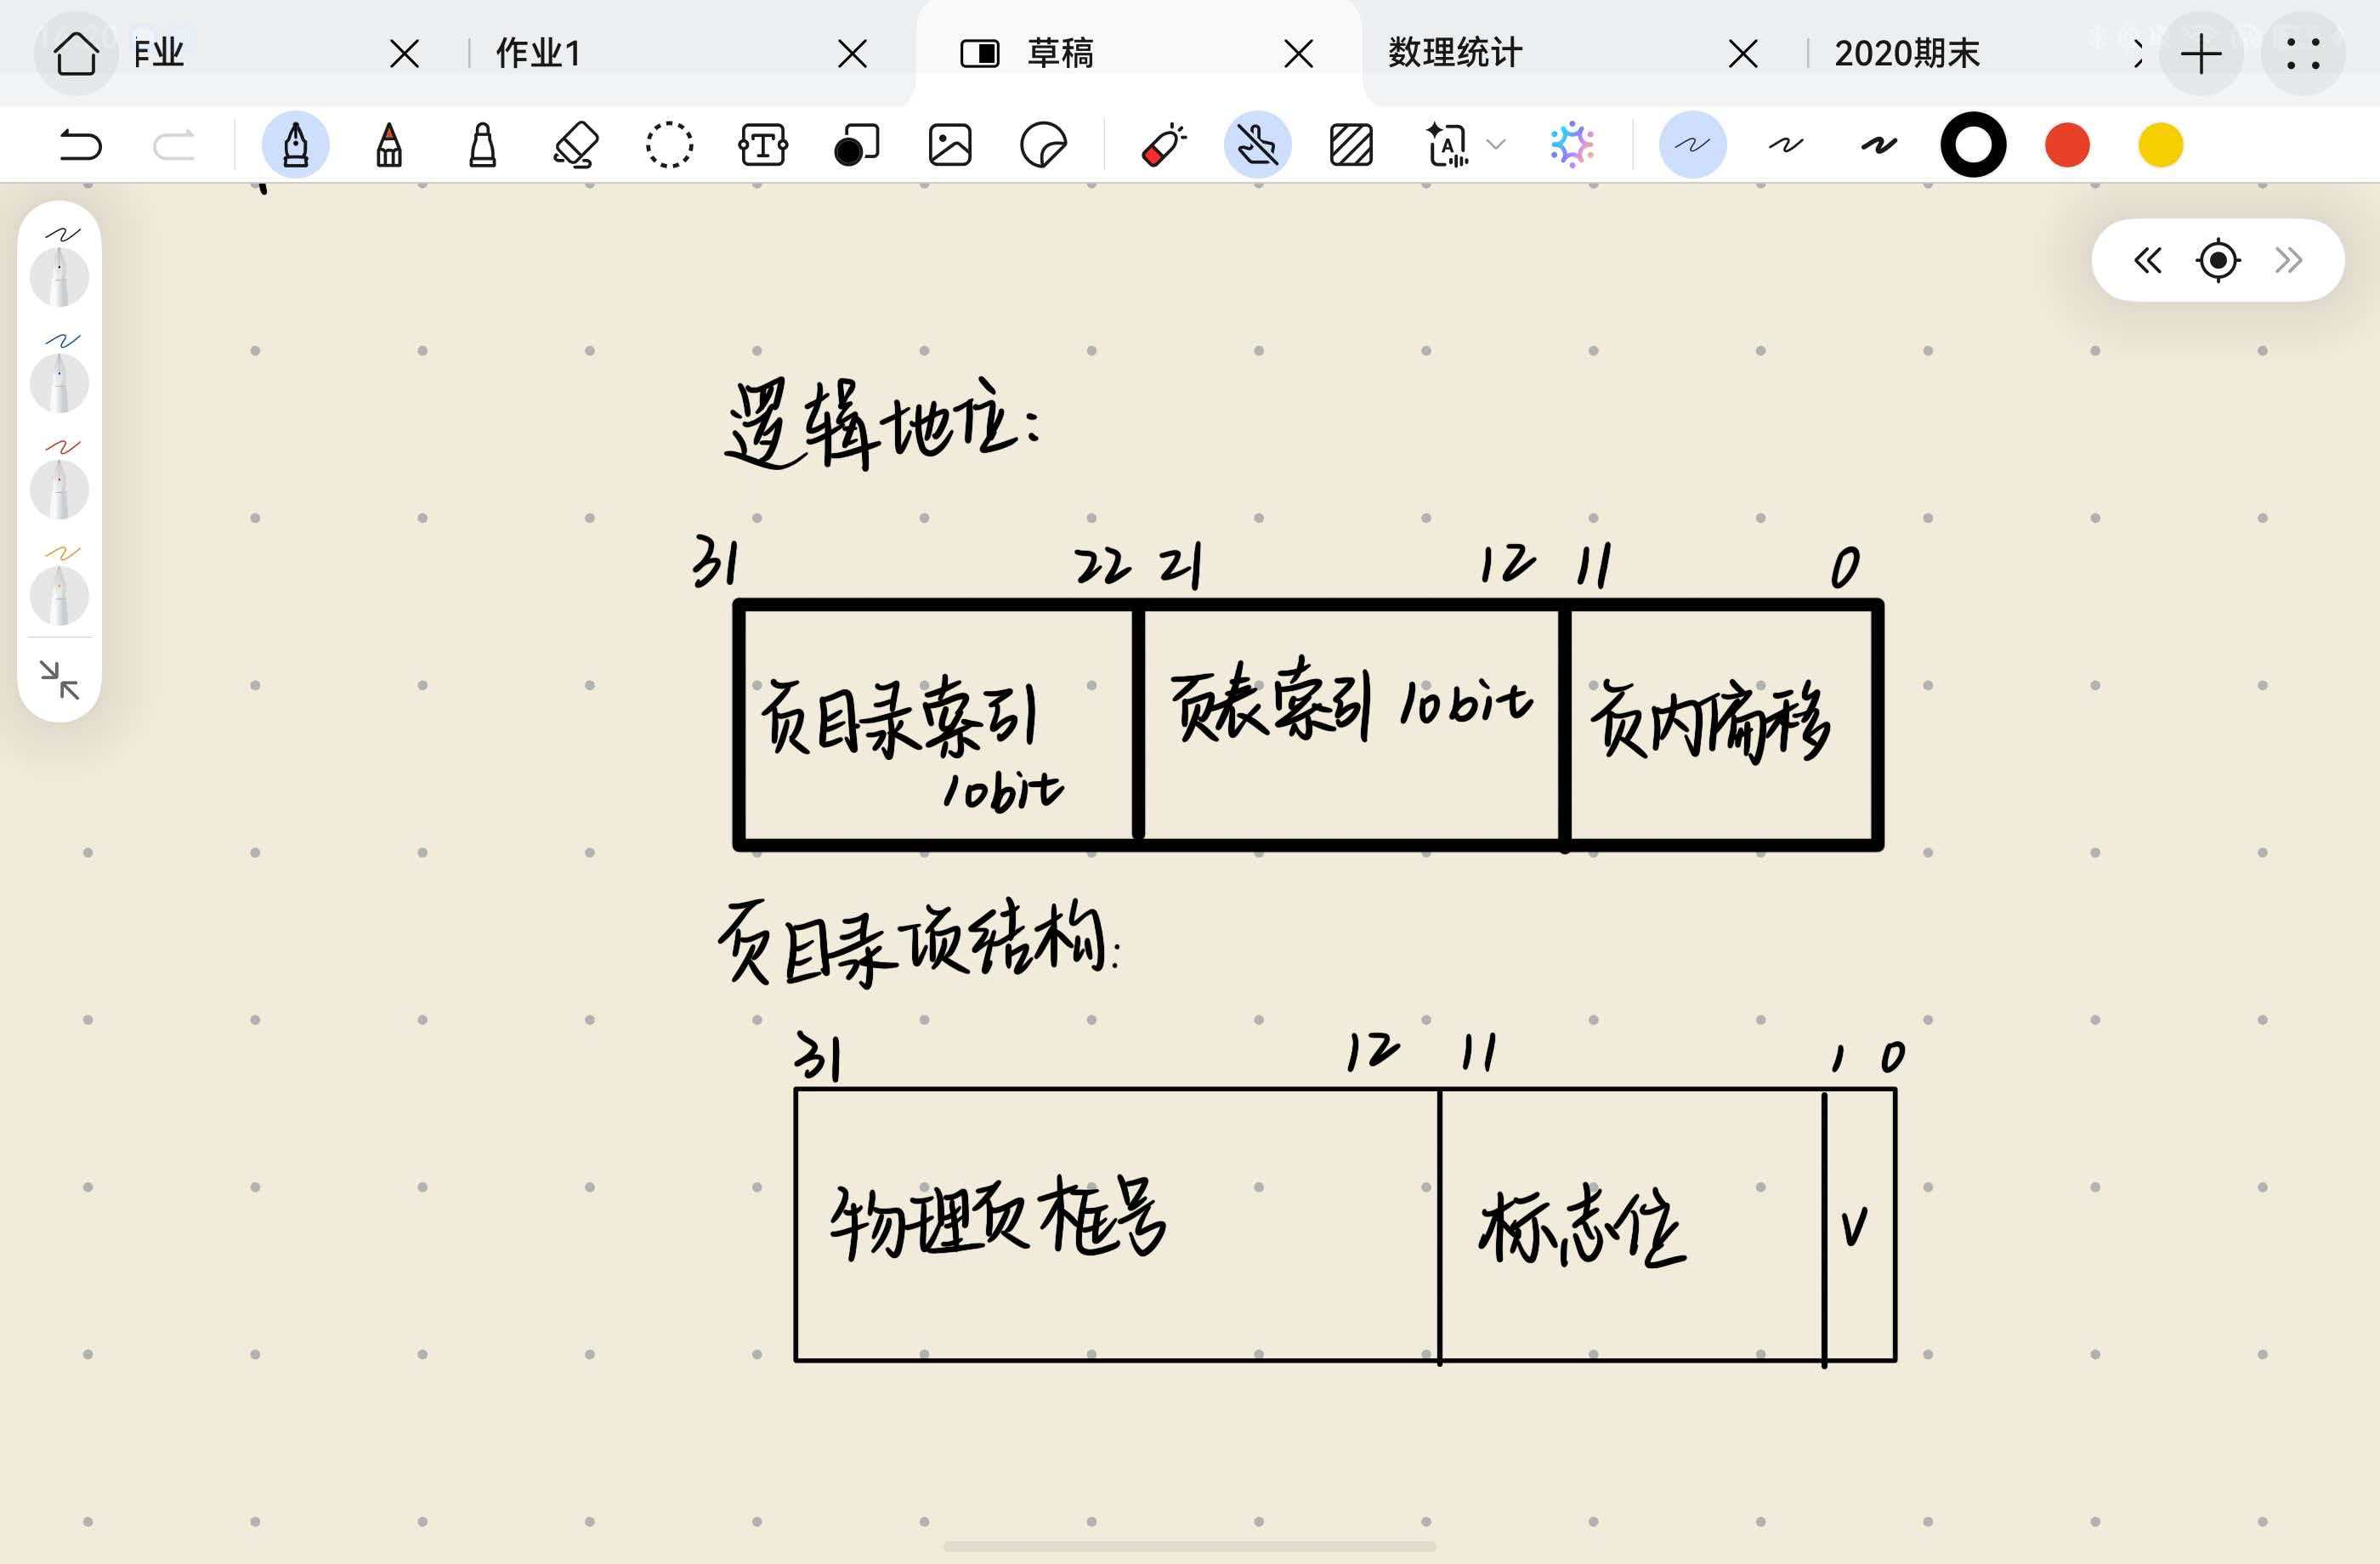 E业 作业1 草稿 数理统计 2020期末
逻辑地位:
31 22 21 12 11 0
页目录索引 页表索引 10bit 页内偏移
10bit
页目录项结构:
31 12 11 1 0
物理页框号 标志位 V